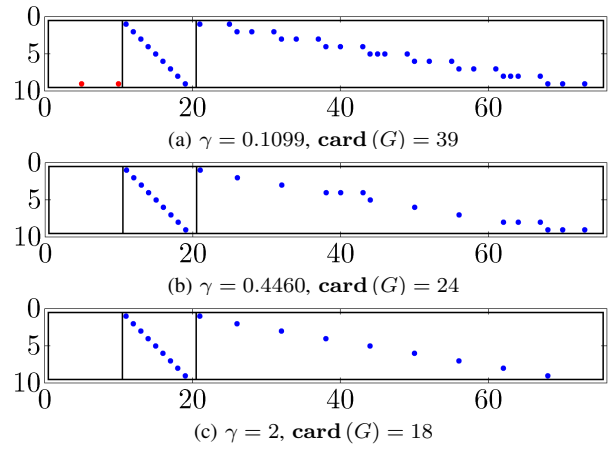 0
5
10
0 20 40 60
(a) γ = 0.1099, card (G) = 39
0
5
10
0 20 40 60
(b) γ = 0.4460, card (G) = 24
0
5
10
0 20 40 60
(c) γ = 2, card (G) = 18